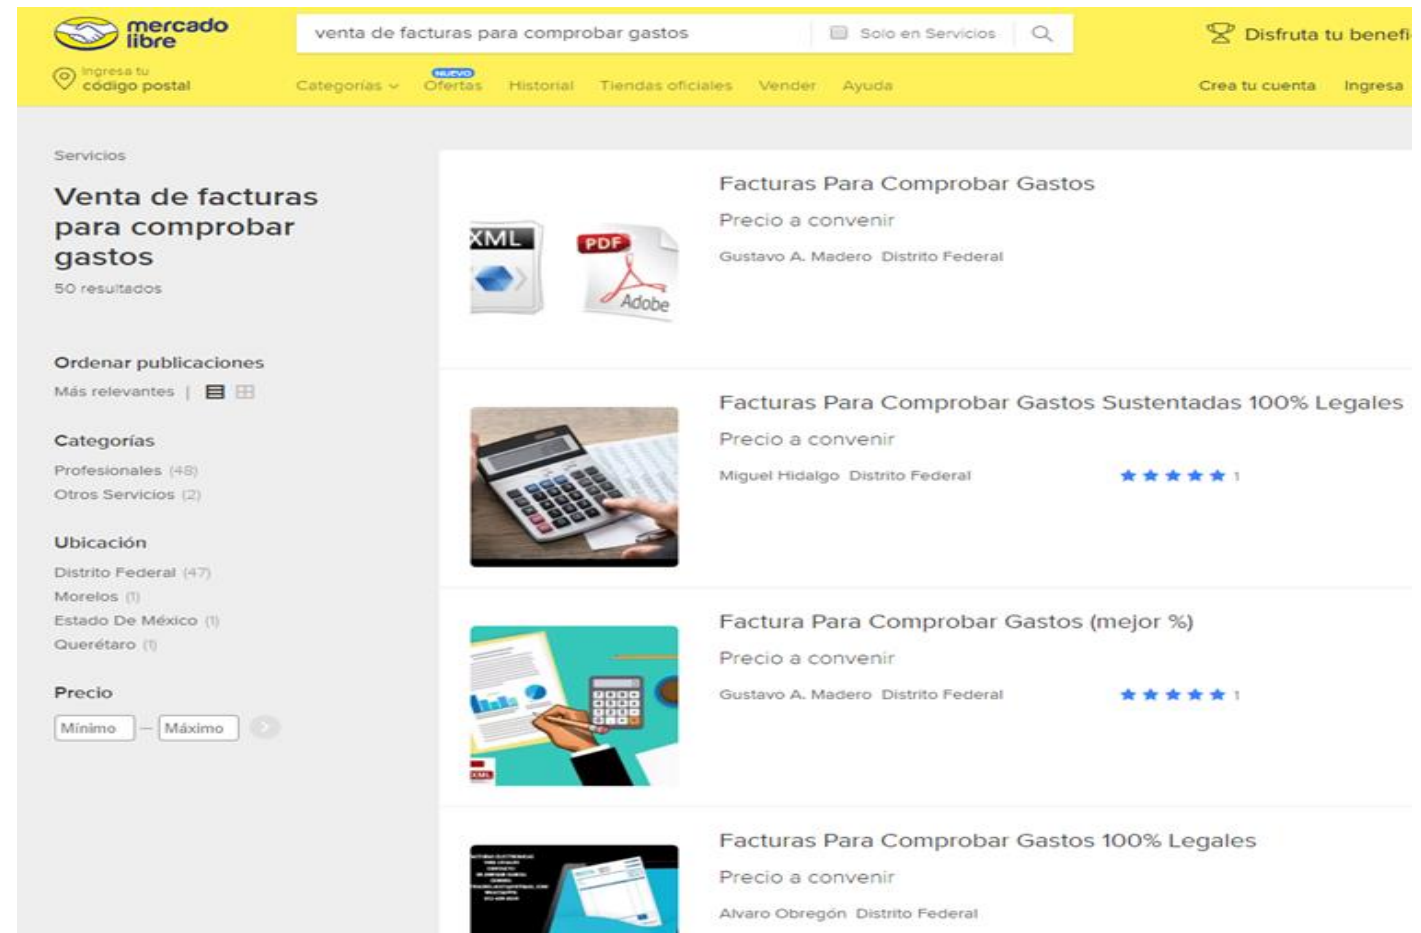 mercado
libre
venta de facturas para comprobar gastos
Solo en Servicios
Disfruta tu benefi
Ingresa tu
código postal
Categorías
NUEVO
Ofertas
Historial
Tiendas oficiales
Vender
Ayuda
Crea tu cuenta
Ingresa
Servicios
Venta de facturas
para comprobar
gastos
50 resultados
Ordenar publicaciones
Más relevantes |
Categorías
Profesionales (48)
Otros Servicios (2)
Ubicación
Distrito Federal (47)
Morelos (1)
Estado De México (1)
Querétaro (1)
Precio
Mínimo — Máximo
XML
PDF
Adobe
Facturas Para Comprobar Gastos
Precio a convenir
Gustavo A. Madero Distrito Federal
Facturas Para Comprobar Gastos Sustentadas 100% Legales
Precio a convenir
Miguel Hidalgo Distrito Federal
1
Factura Para Comprobar Gastos (mejor %)
Precio a convenir
Gustavo A. Madero Distrito Federal
1
XML
Facturas Para Comprobar Gastos 100% Legales
Precio a convenir
Alvaro Obregón Distrito Federal